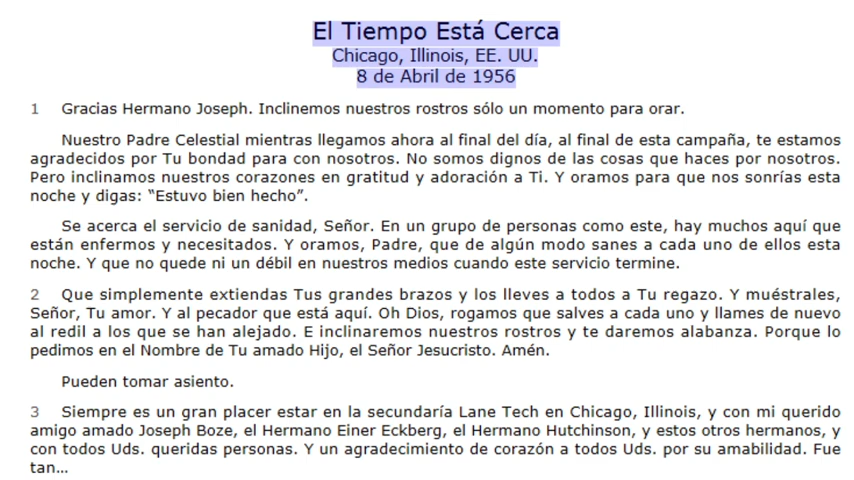 El Tiempo Está Cerca
Chicago, Illinois, EE. UU.
8 de Abril de 1956
1 Gracias Hermano Joseph. Inclinemos nuestros rostros sólo un momento para orar.
Nuestro Padre Celestial mientras llegamos ahora al final del día, al final de esta campaña, te estamos
agradecidos por Tu bondad para con nosotros. No somos dignos de las cosas que haces por nosotros.
Pero inclinamos nuestros corazones en gratitud y adoración a Ti. Y oramos para que nos sonrías esta
noche y digas: “Estuvo bien hecho”.
Se acerca el servicio de sanidad, Señor. En un grupo de personas como este, hay muchos aquí que
están enfermos y necesitados. Y oramos, Padre, que de algún modo sanes a cada uno de ellos esta
noche. Y que no quede ni un débil en nuestros medios cuando este servicio termine.
2 Que simplemente extiendas Tus grandes brazos y los lleves a todos a Tu regazo. Y muéstrales,
Señor, Tu amor. Y al pecador que está aquí. Oh Dios, rogamos que salves a cada uno y llames de nuevo
al redil a los que se han alejado. E inclinaremos nuestros rostros y te daremos alabanza. Porque lo
pedimos en el Nombre de Tu amado Hijo, el Señor Jesucristo. Amén.
Pueden tomar asiento.
3 Siempre es un gran placer estar en la secundaría Lane Tech en Chicago, Illinois, y con mi querido
amigo amado Joseph Boze, el Hermano Einer Eckberg, el Hermano Hutchinson, y estos otros hermanos, y
con todos Uds. queridas personas. Y un agradecimiento de corazón a todos Uds. por su amabilidad. Fue
tan…